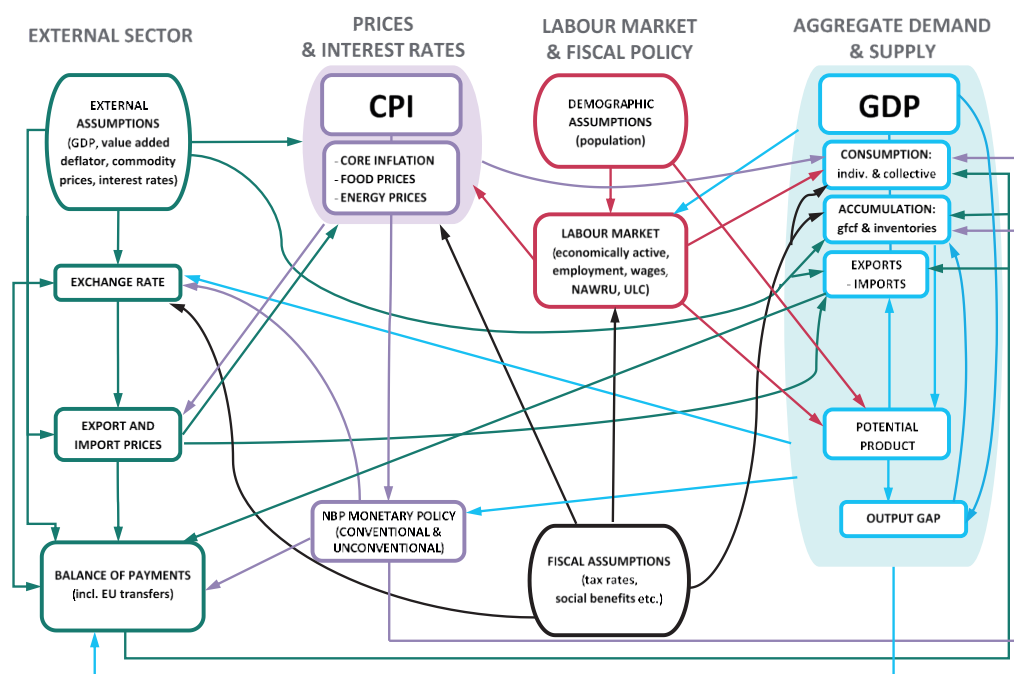 EXTERNAL SECTOR
PRICES
& INTEREST RATES
LABOUR MARKET
& FISCAL POLICY
AGGREGATE DEMAND
& SUPPLY
EXTERNAL
ASSUMPTIONS
(GDP, value added
deflator, commodity
prices, interest rates)
EXCHANGE RATE
EXPORT AND
IMPORT PRICES
BALANCE OF PAYMENTS
(incl. EU transfers)
CPI
- CORE INFLATION
- FOOD PRICES
- ENERGY PRICES
NBP MONETARY POLICY
(CONVENTIONAL &
UNCONVENTIONAL)
DEMOGRAPHIC
ASSUMPTIONS
(population)
LABOUR MARKET
(economically active,
employment, wages,
NAWRU, ULC)
FISCAL ASSUMPTIONS
(tax rates,
social benefits etc.)
GDP
CONSUMPTION:
indiv. & collective
ACCUMULATION:
gfcf & inventories
EXPORTS
- IMPORTS
POTENTIAL
PRODUCT
OUTPUT GAP